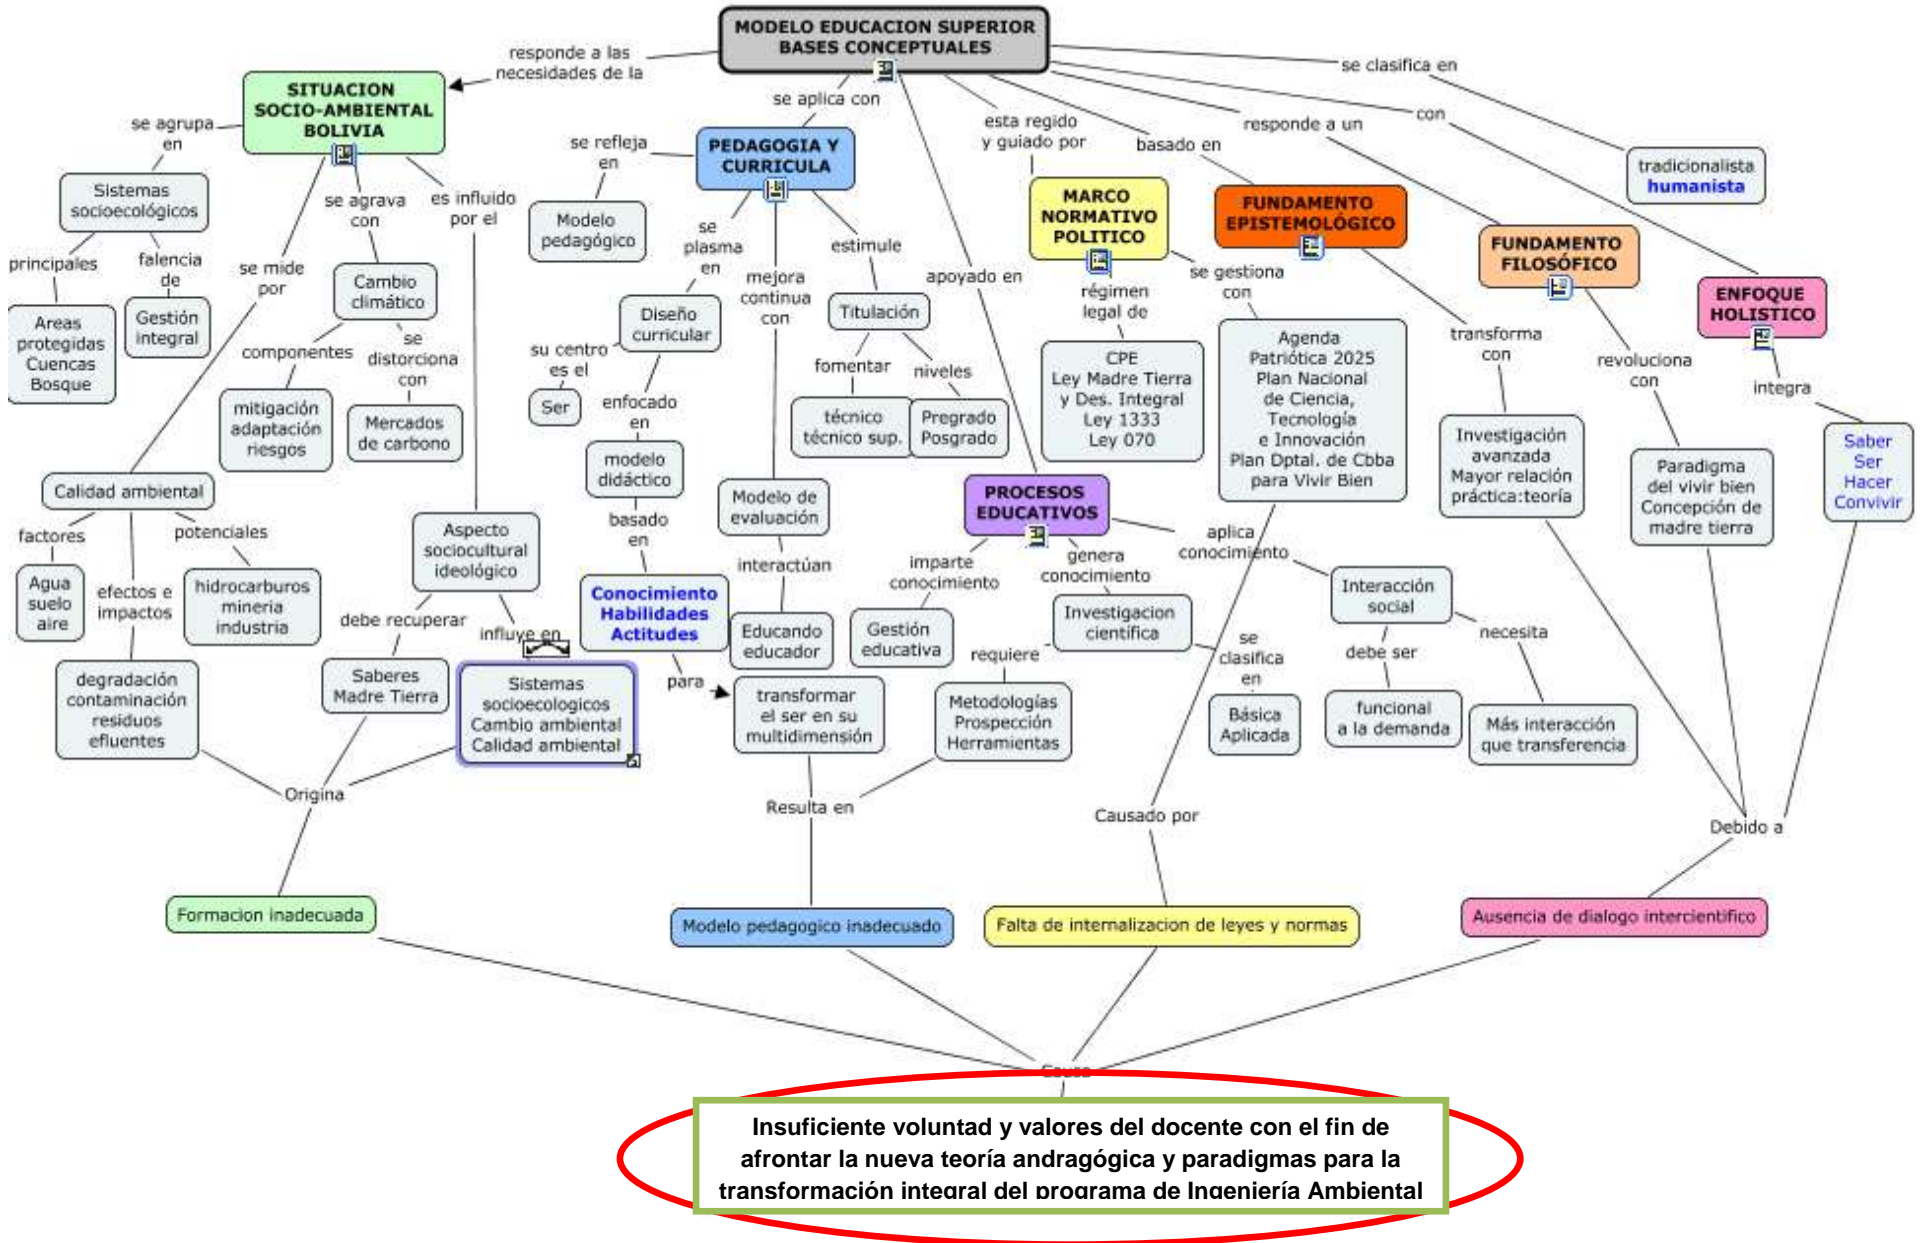 MODELO EDUCACION SUPERIOR
BASES CONCEPTUALES
responde a las
necesidades de la
SITUACION
SOCIO-AMBIENTAL
BOLIVIA
se agrupa
en
Sistemas
socioecológicos
principales
Areas
protegidas
Cuencas
Bosque
falencia
de
Gestión
integral
se mide
por
Calidad ambiental
factores
Agua
suelo
aire
efectos e
impactos
degradación
contaminación
residuos
efluentes
potenciales
hidrocarburos
mineria
industria
se agrava
con
Cambio
climático
componentes
mitigación
adaptación
riesgos
se
distorciona
con
Mercados
de carbono
es influido
por el
Aspecto
sociocultural
ideológico
debe recuperar
Saberes
Madre Tierra
influye en
Sistemas
socioecologicos
Cambio ambiental
Calidad ambiental
Origina
Formacion inadecuada
se aplica con
PEDAGOGIA Y
CURRICULA
se refleja
en
Modelo
pedagógico
se
plasma
en
Diseño
curricular
su centro
es el
Ser
enfocado
en
modelo
didáctico
basado
en
Conocimiento
Habilidades
Actitudes
para
transformar
el ser en su
multidimensión
mejora
continua
con
Modelo de
evaluación
interactúan
Educando
educador
estimule
Titulación
fomentar
técnico
técnico sup.
niveles
Pregrado
Posgrado
apoyado en
PROCESOS
EDUCATIVOS
imparte
conocimiento
Gestión
educativa
genera
conocimiento
Investigacion
cientifica
requiere
Metodologías
Prospección
Herramientas
se
clasifica
en
Básica
Aplicada
aplica
conocimiento
Interacción
social
debe ser
funcional
a la demanda
necesita
Más interacción
que transferencia
Resulta en
Modelo pedagogico inadecuado
esta regido
y guiado por
MARCO
NORMATIVO
POLITICO
régimen
legal de
CPE
Ley Madre Tierra
y Des. Integral
Ley 1333
Ley 070
se gestiona
con
Agenda
Patriótica 2025
Plan Nacional
de Ciencia,
Tecnología
e Innovación
Plan Dptal. de Cbba
para Vivir Bien
Causado por
Falta de internalizacion de leyes y normas
basado en
FUNDAMENTO
EPISTEMOLÓGICO
transforma
con
Investigación
avanzada
Mayor relación
práctica:teoría
responde a un
FUNDAMENTO
FILOSÓFICO
revoluciona
con
Paradigma
del vivir bien
Concepción de
madre tierra
con
ENFOQUE
HOLISTICO
integra
Saber
Ser
Hacer
Convivir
se clasifica en
tradicionalista
humanista
Debido a
Ausencia de dialogo intercientifico
Insuficiente voluntad y valores del docente con el fin de
afrontar la nueva teoría andragógica y paradigmas para la
transformación integral del programa de Ingeniería Ambiental